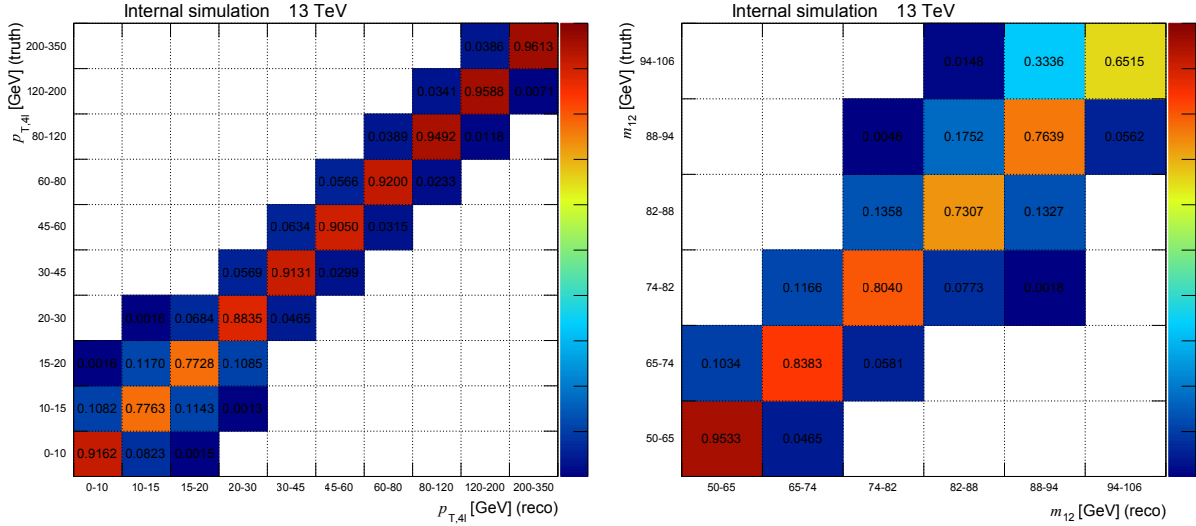 Internal simulation 13 TeV
p_T,4l [GeV] (truth)
200-350 0.0386 0.9613
120-200 0.0341 0.9588 0.0071
80-120 0.0389 0.9492 0.0118
60-80 0.0566 0.9200 0.0233
45-60 0.0634 0.9050 0.0315
30-45 0.0569 0.9131 0.0299
20-30 0.0684 0.8835 0.0465
15-20 0.1170 0.7728 0.1085
10-15 0.1082 0.7763 0.1143 0.0013
0-10 0.9162 0.0823
0-10 10-15 15-20 20-30 30-45 45-60 60-80 80-120 120-200 200-350
p_T,4l [GeV] (reco)
Internal simulation 13 TeV
m_12 [GeV] (truth)
94-106 0.0148 0.3336 0.6515
88-94 0.0046 0.1752 0.7639 0.0562
82-88 0.1358 0.7307 0.1327
74-82 0.1166 0.8040 0.0773
65-74 0.1034 0.8383 0.0581
50-65 0.9533 0.0465
50-65 65-74 74-82 82-88 88-94 94-106
m_12 [GeV] (reco)